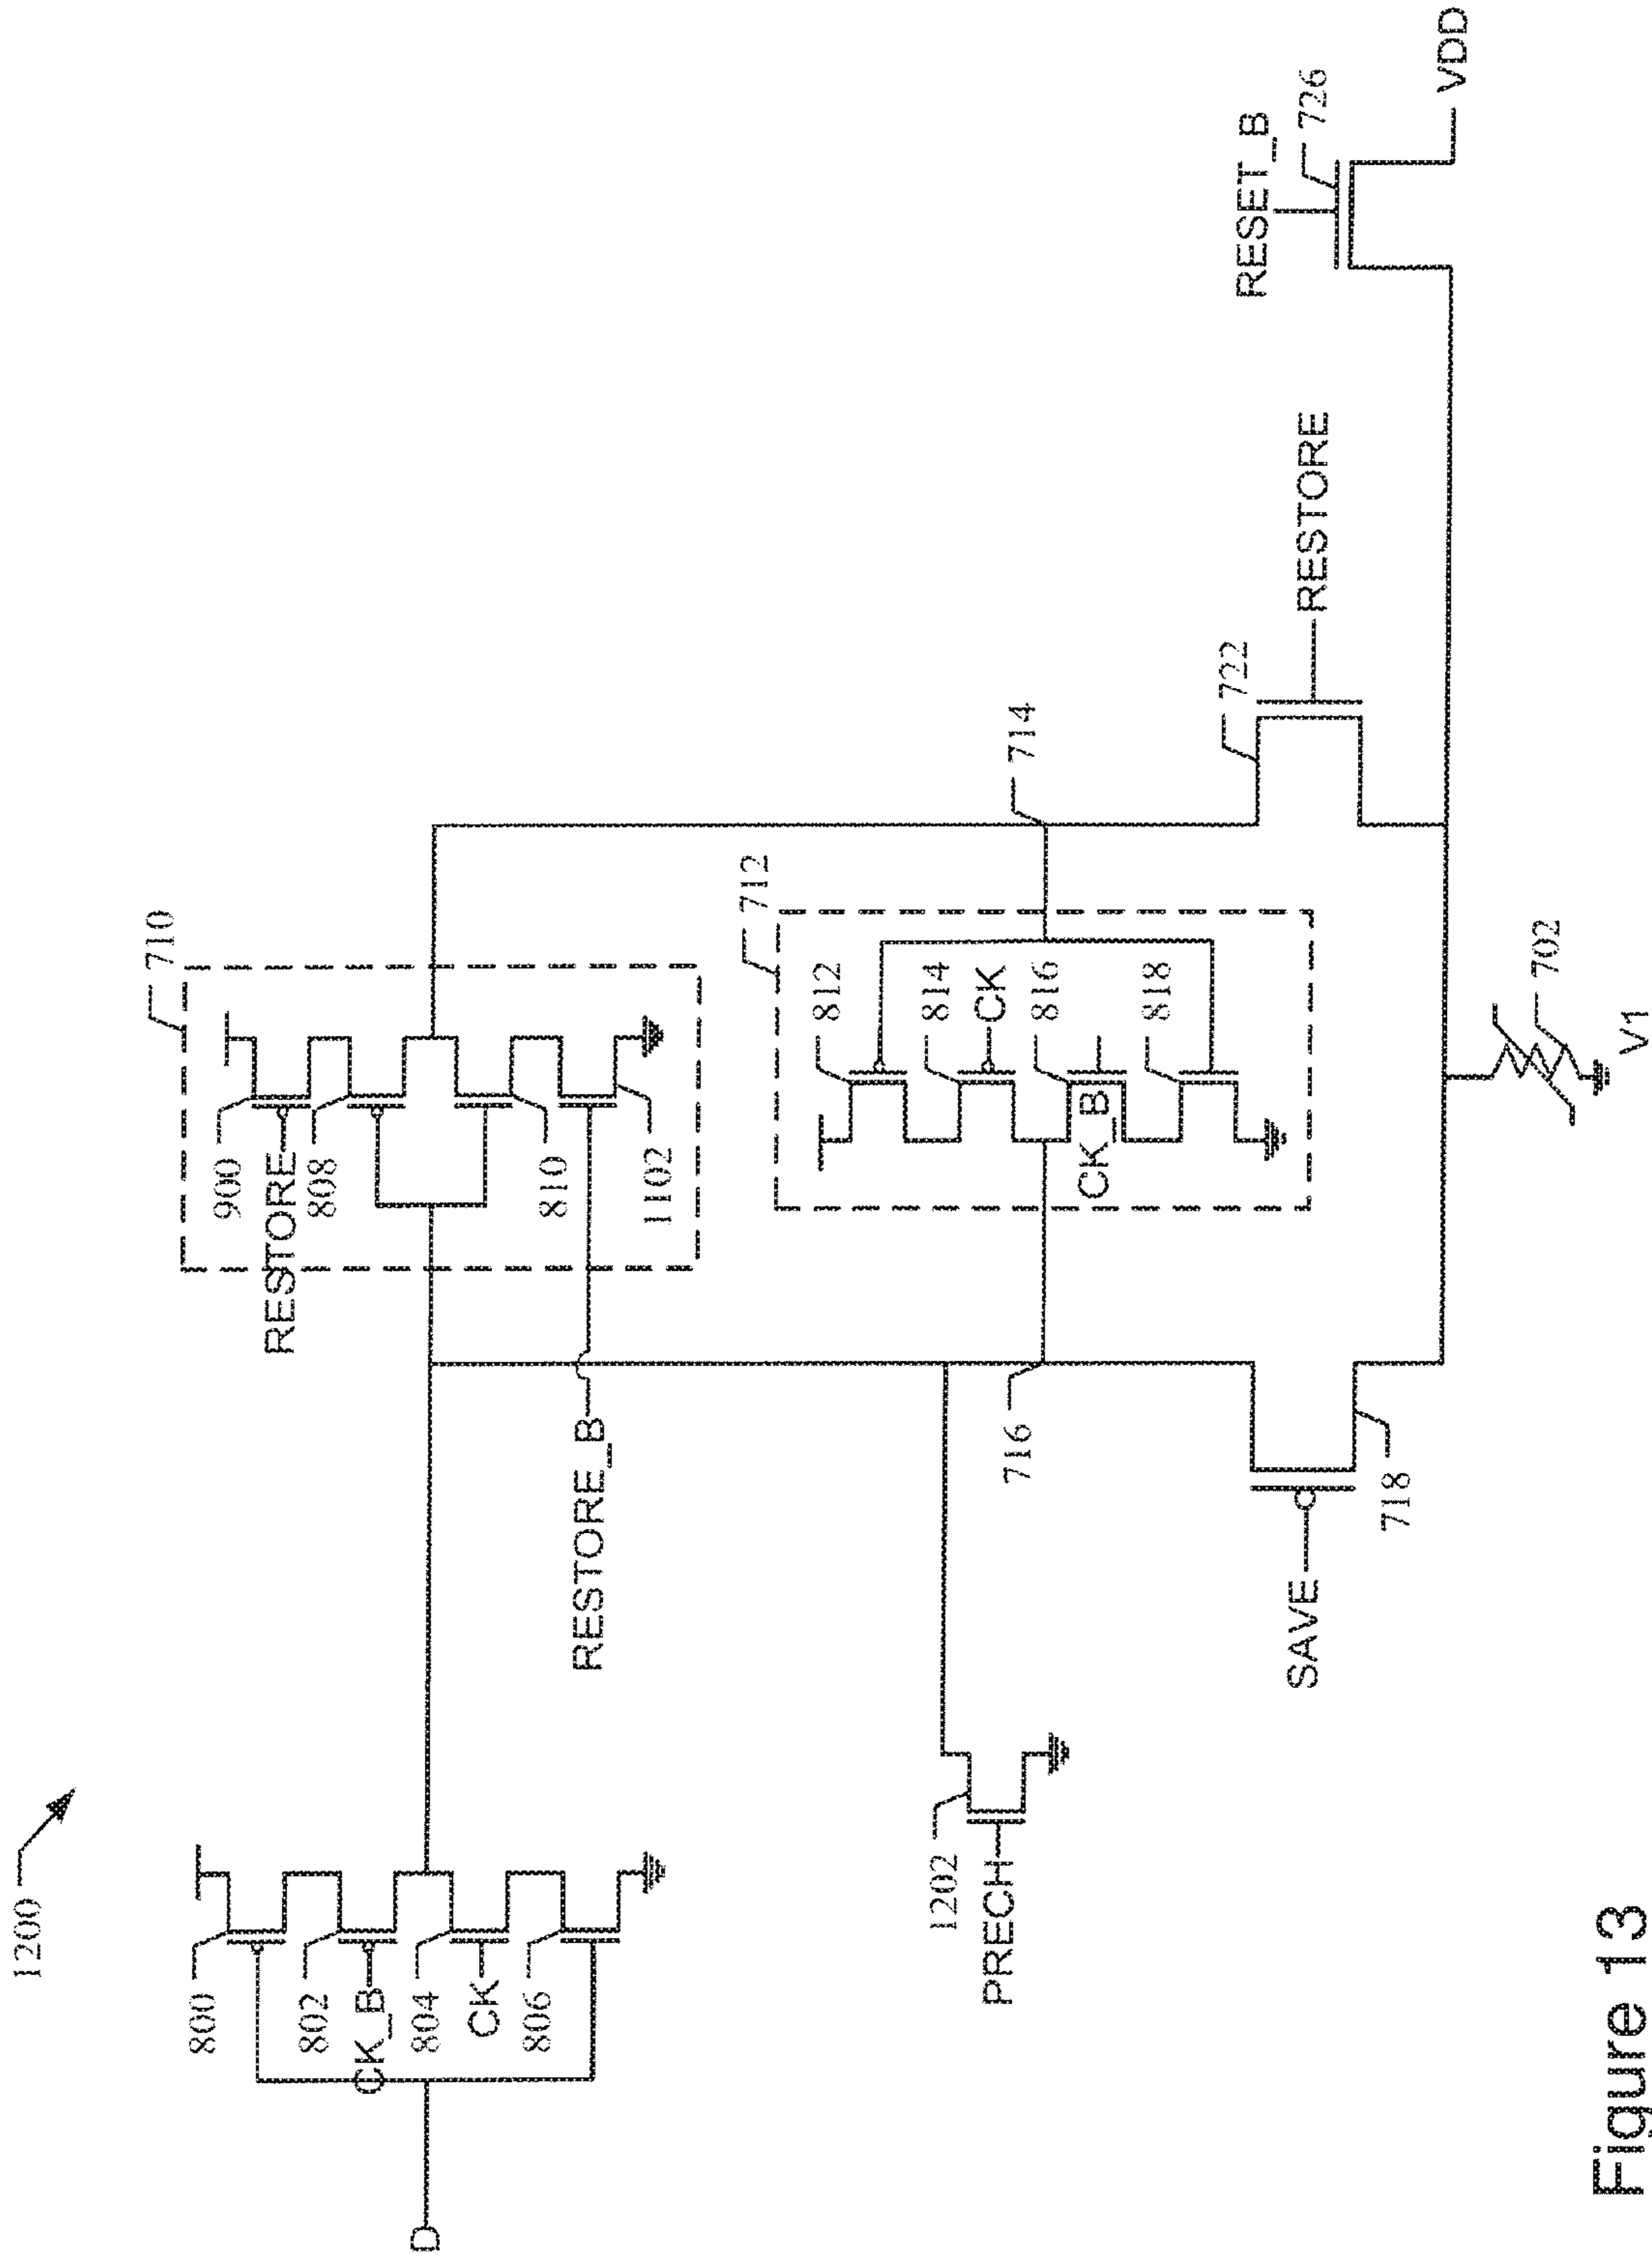 1200
800
802
CK_B
804
CK
806
D
710
900
RESTORE
808
810
1102
RESTORE_B
712
812
814
CK
816
CK_B
818
714
716
1202
PRECH
SAVE
718
722
RESTORE
RESET_B
726
VDD
702
V1
Figure 13